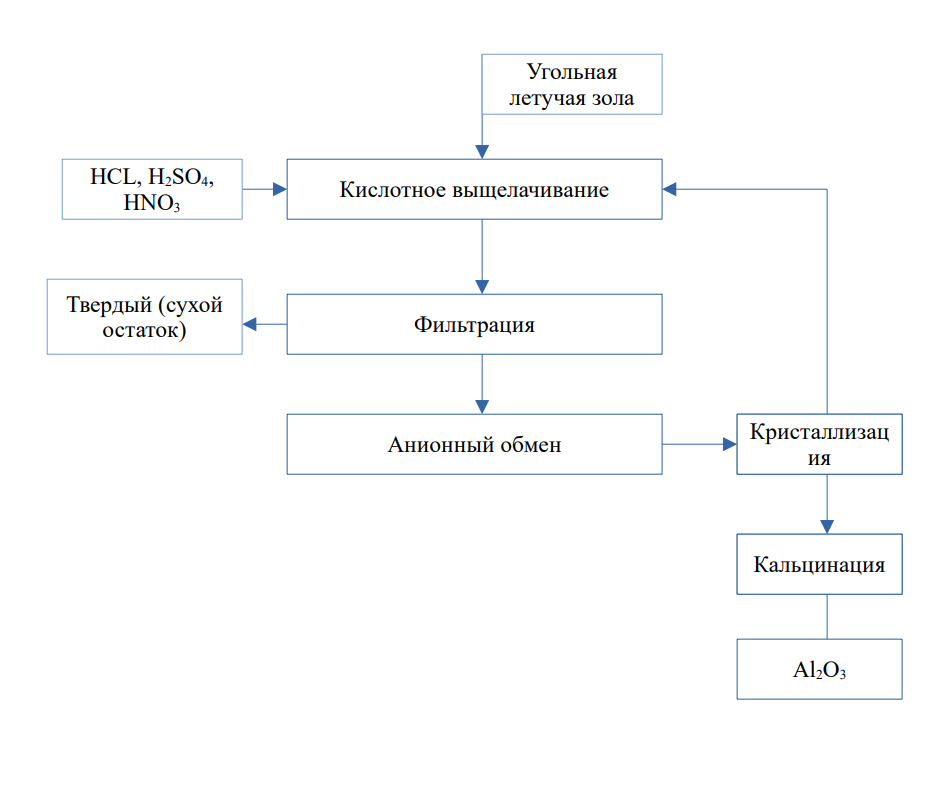 Угольная
летучая зола
HCL, H₂SO₄,
HNO₃
Кислотное выщелачивание
Твердый (сухой
остаток)
Фильтрация
Анионный обмен
Кристаллизац
ия
Кальцинация
Al₂O₃